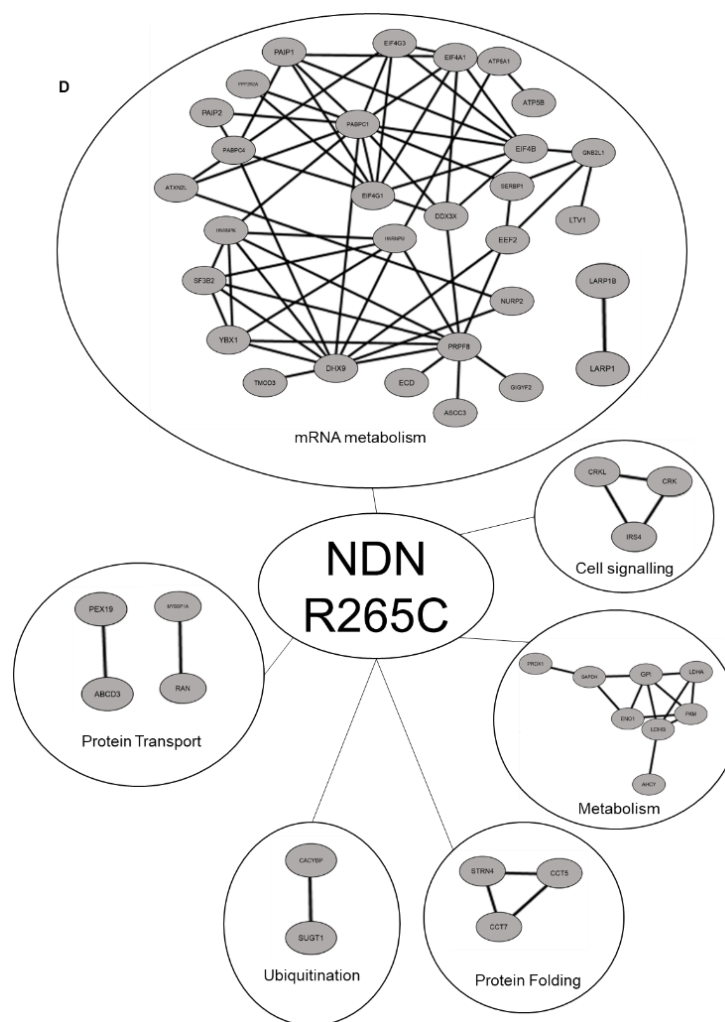 D
PAIP1
EIF4G3
EIF4A1
ATP5A1
ATP5B
PAIP2
PABPC1
PABPC4
EIF4B
GNB2L1
ATXN2L
EIF4G1
SERBP1
DDX3X
LTV1
EEF2
SF3B2
LARP1B
NURP2
YBX1
PRPF8
DHX9
LARP1
TMOD3
ECD
GIGYF2
ASCC3
mRNA metabolism
CRKL
CRK
IRS4
Cell signalling
NDN
R265C
PEX19
MYBBP1A
ABCD3
RAN
Protein Transport
PRDX1
GAPDH
GPI
LDHA
ENO1
PKM
LDHB
AHCY
Metabolism
CACYBP
SUGT1
Ubiquitination
STRN4
CCT5
CCT7
Protein Folding